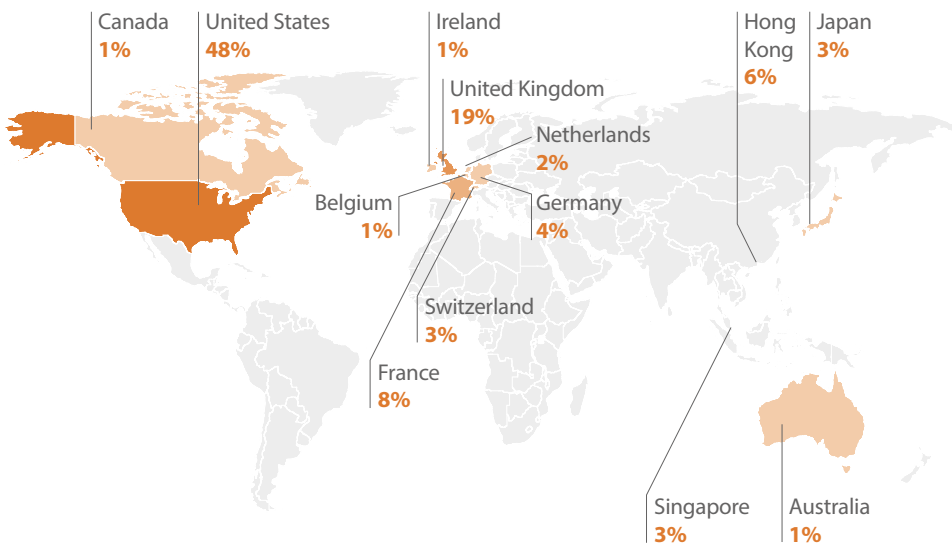 Canada
1%
United States
48%
Ireland
1%
Hong
Kong
6%
Japan
3%
United Kingdom
19%
Netherlands
2%
Belgium
1%
Germany
4%
Switzerland
3%
France
8%
Singapore
3%
Australia
1%